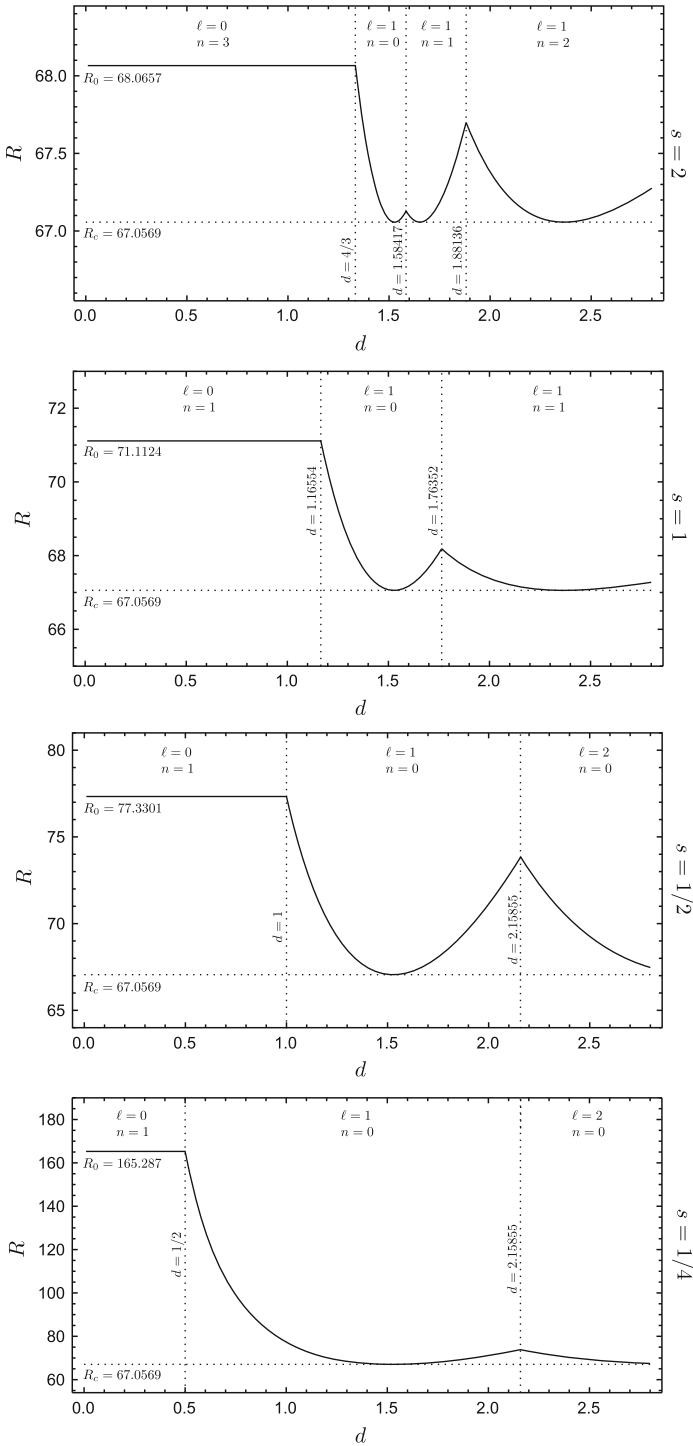 ℓ = 0 ℓ = 1 ℓ = 1 ℓ = 1
n = 3 n = 0 n = 1 n = 2
68.0
R₀ = 68.0657
67.5
R
s = 2
67.0
R_c = 67.0569
d = 4/3
d = 1.58417
d = 1.88136
0.0 0.5 1.0 1.5 2.0 2.5
d
ℓ = 0 ℓ = 1 ℓ = 1
n = 1 n = 0 n = 1
72
R₀ = 71.1124
70
R
d = 1.16554
d = 1.76352
s = 1
68
R_c = 67.0569
66
0.0 0.5 1.0 1.5 2.0 2.5
d
80
ℓ = 0 ℓ = 1 ℓ = 2
n = 1 n = 0 n = 0
R₀ = 77.3301
75
R
s = 1/2
70
d = 1
d = 2.15855
R_c = 67.0569
65
0.0 0.5 1.0 1.5 2.0 2.5
d
180
ℓ = 0 ℓ = 1 ℓ = 2
n = 1 n = 0 n = 0
160
R₀ = 165.287
140
120
R
d = 1/2
d = 2.15855
s = 1/4
100
80
R_c = 67.0569
60
0.0 0.5 1.0 1.5 2.0 2.5
d